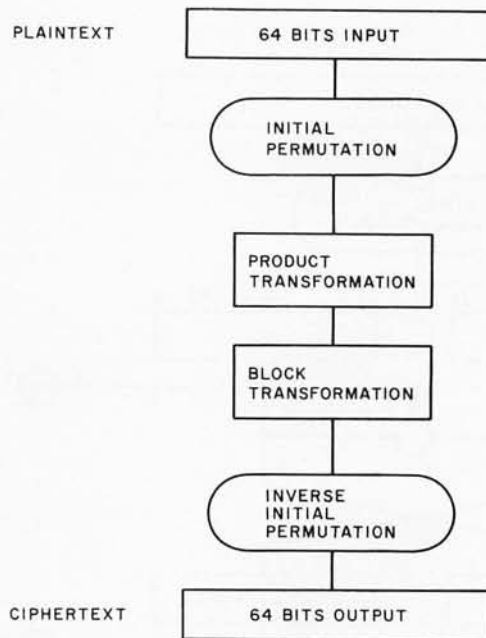 PLAINTEXT
64 BITS INPUT
INITIAL
PERMUTATION
PRODUCT
TRANSFORMATION
BLOCK
TRANSFORMATION
INVERSE
INITIAL
PERMUTATION
CIPHERTEXT
64 BITS OUTPUT